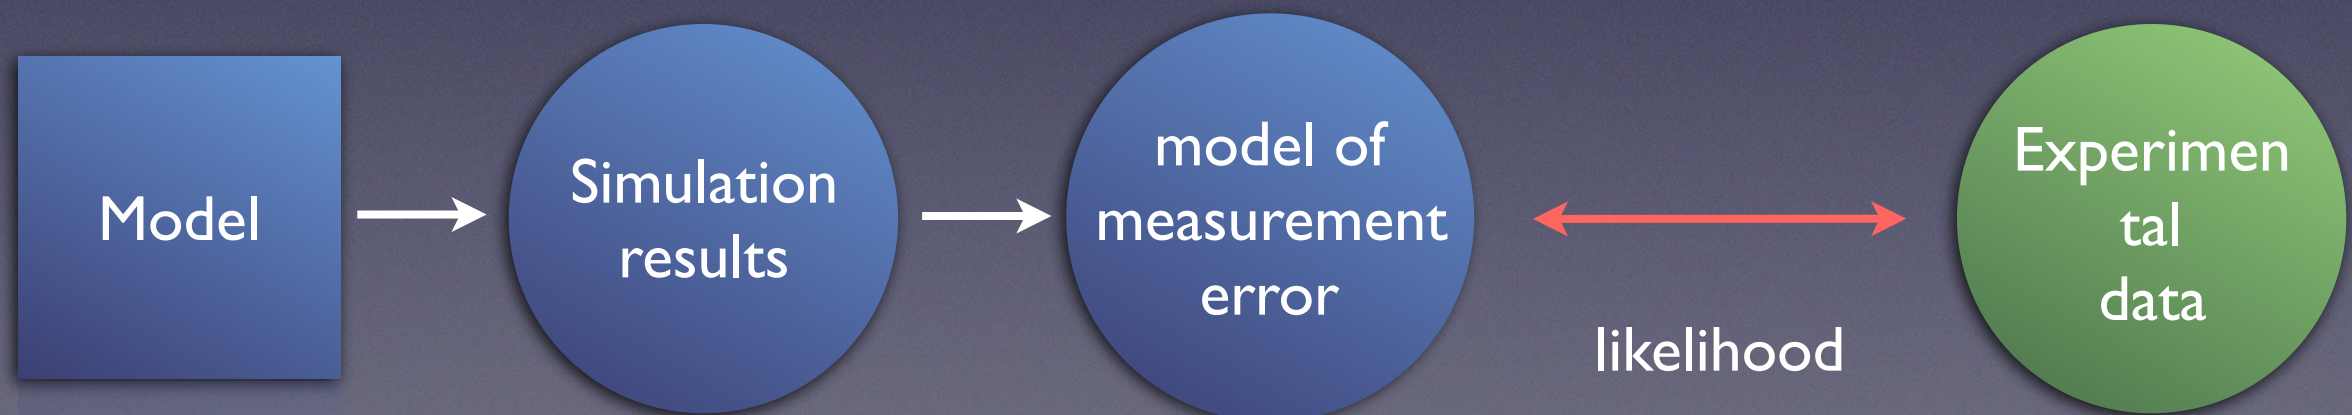 Model
Simulation
results
model of
measurement
error
likelihood
Experimen
tal
data